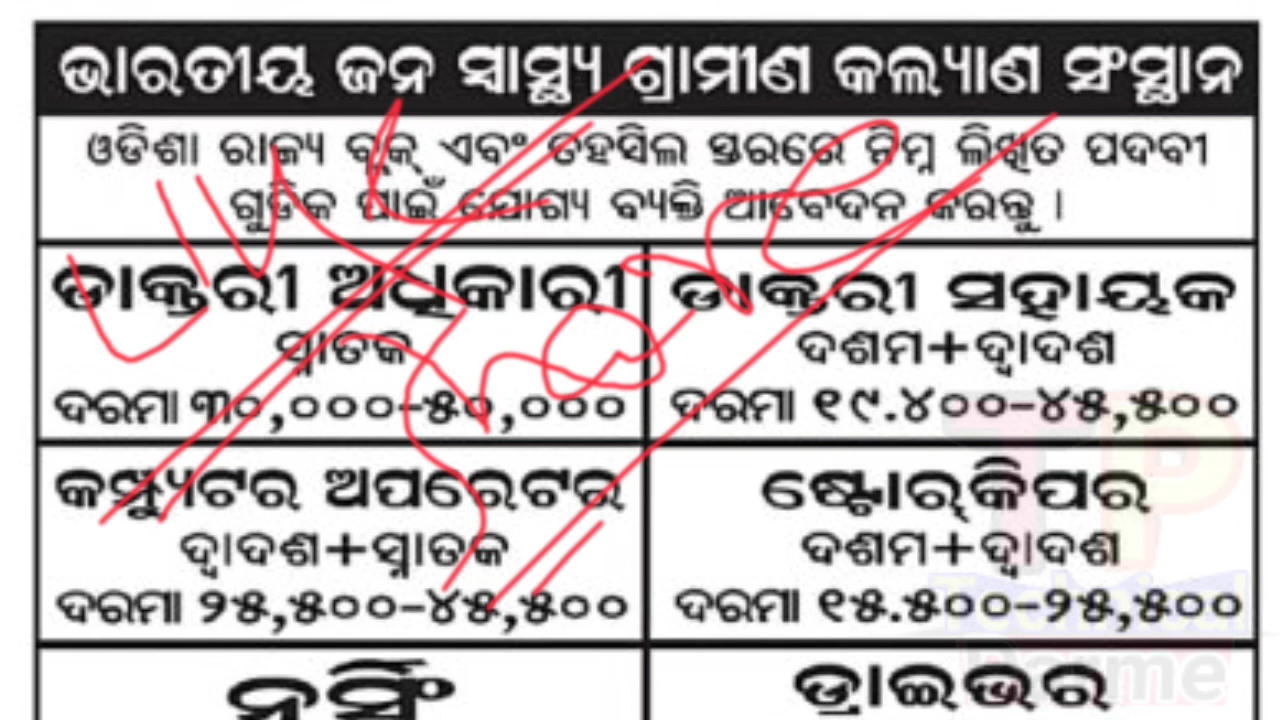 ଭାରତୀୟ ଜନ ସ୍ୱାସ୍ଥ୍ୟ ଗ୍ରାମୀଣ କଲ୍ୟାଣ ସଂସ୍ଥାନ
ଓଡିଶା ରାଜ୍ୟ ବ୍ଲକ୍ ଏବଂ ତହସିଲ ସ୍ତରରେ ନିମ୍ନ ଲିଖିତ ପଦବୀ
ଗୁଡିକ ପାଇଁ ଯୋଗ୍ୟ ବ୍ୟକ୍ତି ଆବେଦନ କରନ୍ତୁ ।
ଡାକ୍ତରୀ ଅଧିକାରୀ
ସ୍ନାତକ
ଦରମା ୩୦,୦୦୦-୫୦,୦୦୦
ଡାକ୍ତରୀ ସହାୟକ
ଦଶମ+ଦ୍ୱାଦଶ
ଦରମା ୧୯.୪୦୦-୪୫,୫୦୦
କମ୍ପ୍ୟୁଟର ଅପରେଟର
ଦ୍ୱାଦଶ+ସ୍ନାତକ
ଦରମା ୨୫,୫୦୦-୪୫,୫୦୦
ଷ୍ଟୋର୍‌କିପର
ଦଶମ+ଦ୍ୱାଦଶ
ଦରମା ୧୫.୫୦୦-୨୫,୫୦୦
ନର୍ସିଂ
ଡ୍ରାଇଭର
TP
Technical